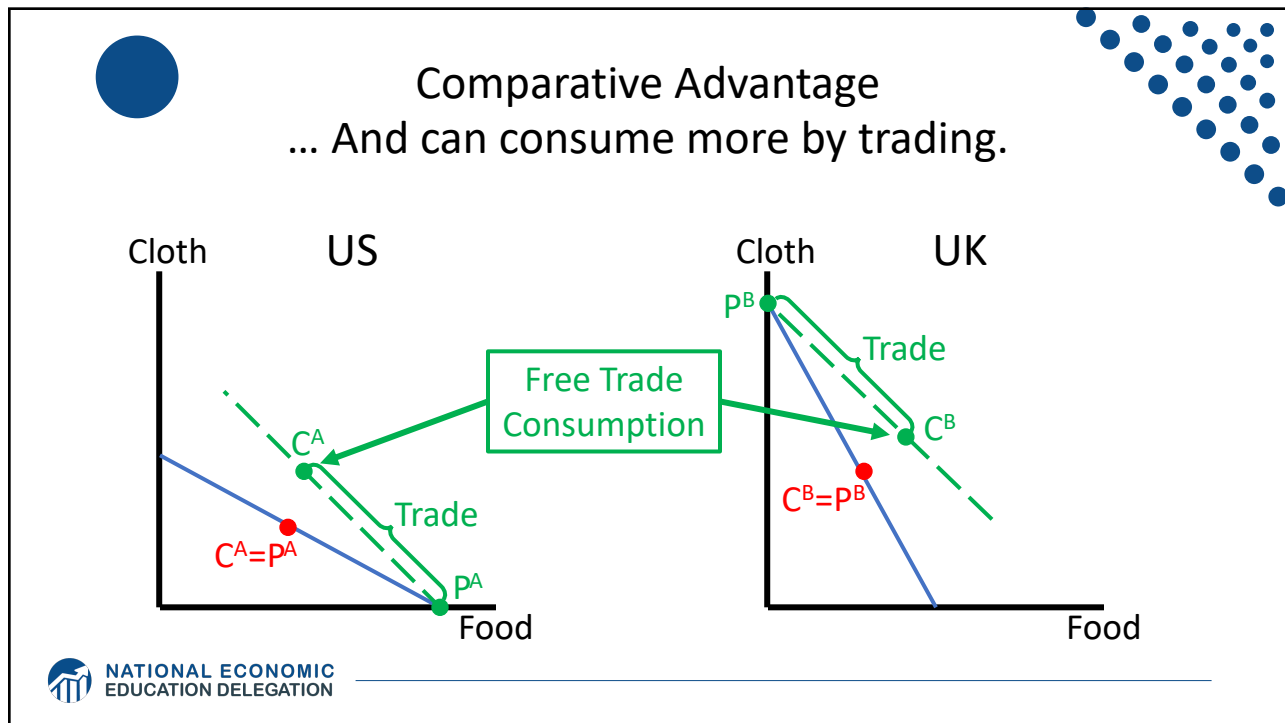 Comparative Advantage
… And can consume more by trading.
Cloth
US
C^A
Trade
C^A=P^A
P^A
Food
Free Trade
Consumption
Cloth
UK
P^B
Trade
C^B
C^B=P^B
Food
NATIONAL ECONOMIC
EDUCATION DELEGATION